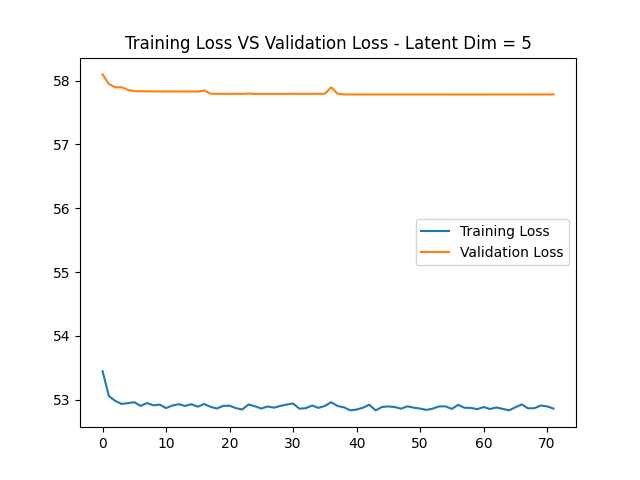 Training Loss VS Validation Loss - Latent Dim = 5
58
57
56
55
54
53
Training Loss
Validation Loss
0 10 20 30 40 50 60 70